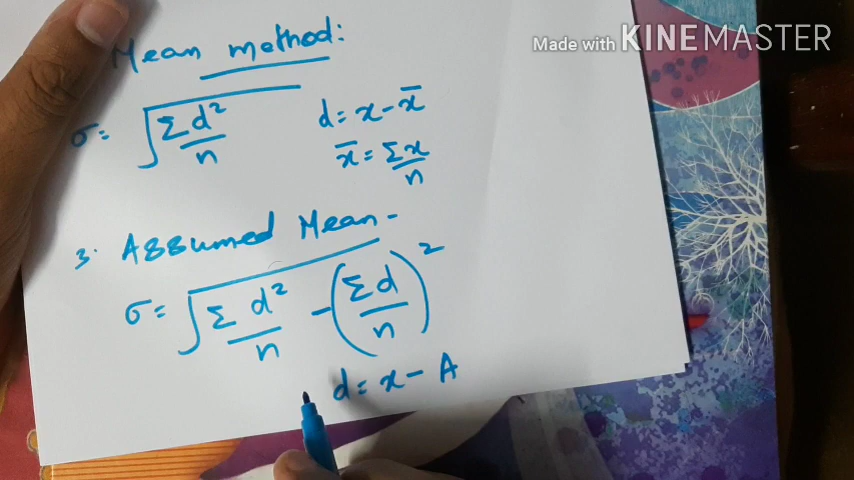 Made with KINEMASTER
Mean method:
σ = √Σd²/n d = x - x̄
x̄ = Σx/n
3. Assumed Mean -
σ = √Σd²/n - (Σd/n)²
d = x - A